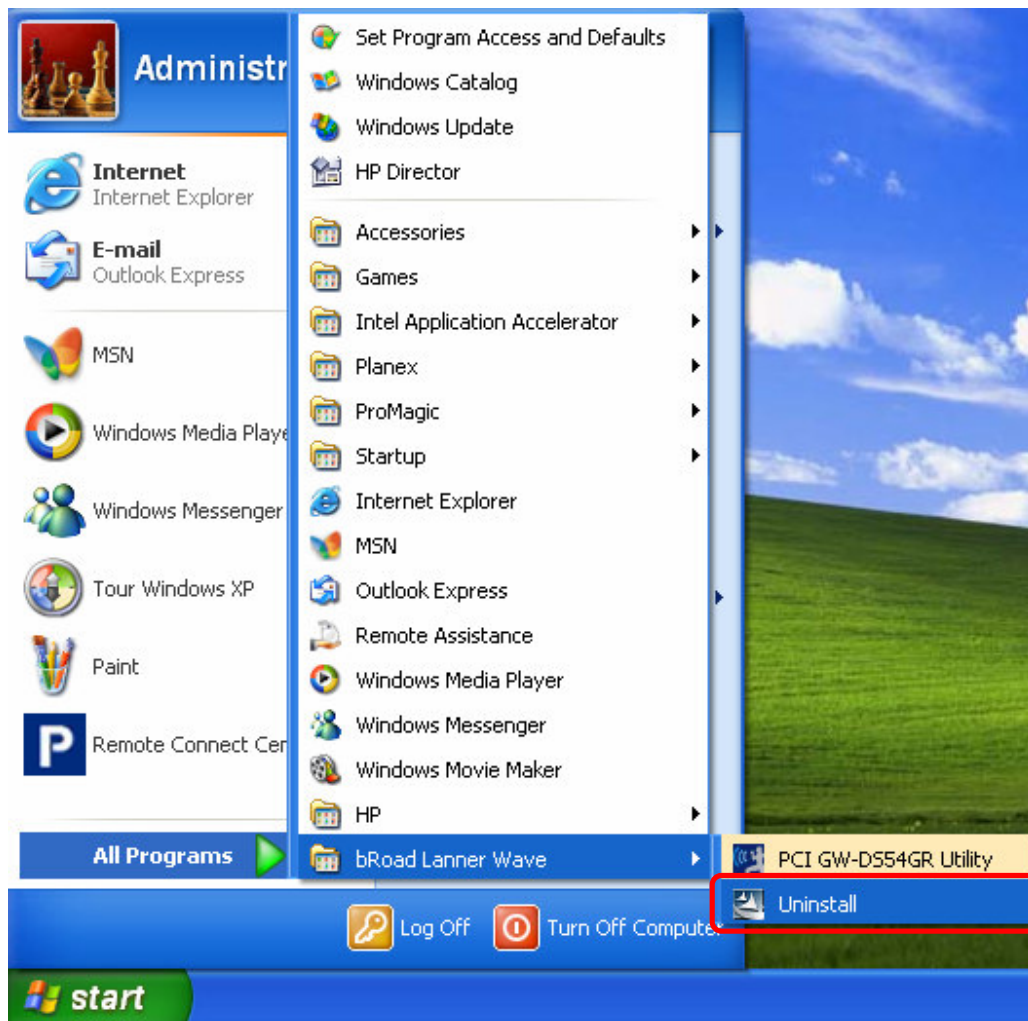 Administr
Internet
Internet Explorer
E-mail
Outlook Express
MSN
Windows Media Playe
Windows Messenger
Tour Windows XP
Paint
P
Remote Connect Cer
All Programs
Set Program Access and Defaults
Windows Catalog
Windows Update
HP Director
Accessories
Games
Intel Application Accelerator
Planex
ProMagic
Startup
Internet Explorer
MSN
Outlook Express
Remote Assistance
Windows Media Player
Windows Messenger
Windows Movie Maker
HP
bRoad Lanner Wave
PCI GW-DS54GR Utility
Uninstall
Log Off
Turn Off Computer
start